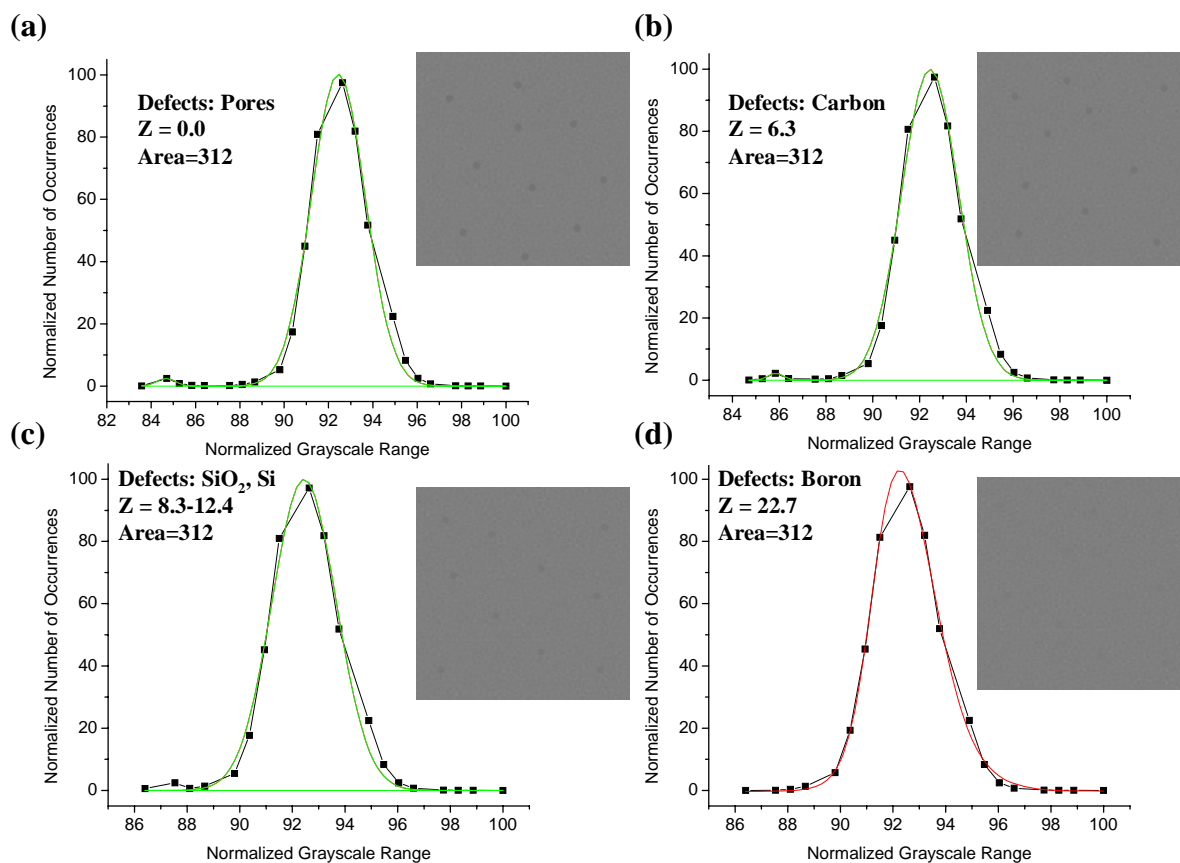 (a)
Defects: Pores
Z = 0.0
Area=312
Normalized Number of Occurrences
100
80
60
40
20
0
82 84 86 88 90 92 94 96 98 100
Normalized Grayscale Range
(b)
Defects: Carbon
Z = 6.3
Area=312
Normalized Number of Occurrences
100
80
60
40
20
0
84 86 88 90 92 94 96 98 100
Normalized Grayscale Range
(c)
Defects: SiO₂, Si
Z = 8.3-12.4
Area=312
Normalized Number of Occurrences
100
80
60
40
20
0
86 88 90 92 94 96 98 100
Normalized Grayscale Range
(d)
Defects: Boron
Z = 22.7
Area=312
Normalized Number of Occurrences
100
80
60
40
20
0
86 88 90 92 94 96 98 100
Normalized Grayscale Range